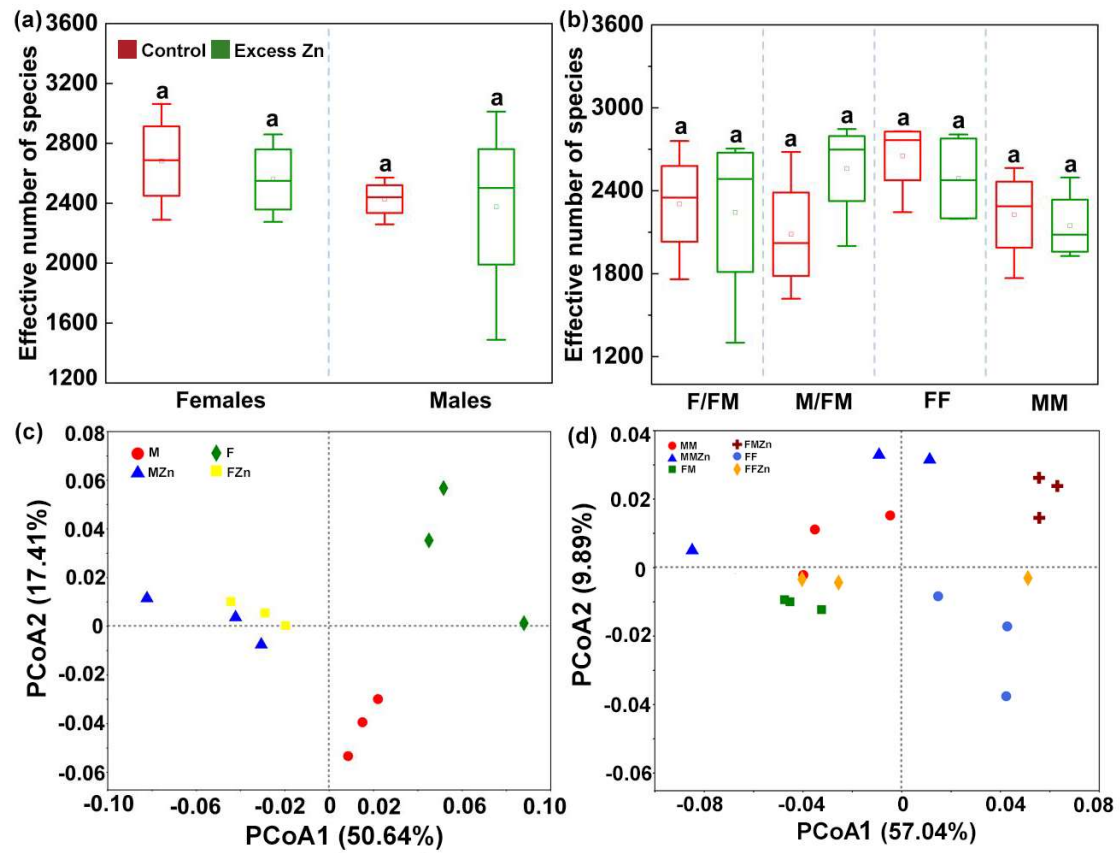 (a)
3600
3200
2800
2400
2000
1600
1200
Effective number of species
Control
Excess Zn
a
a
a
a
Females
Males
(b)
3600
3000
2400
1800
1200
Effective number of species
a
a
a
a
a
a
a
a
F/FM
M/FM
FF
MM
(c)
0.08
0.06
0.04
0.02
0
-0.02
-0.04
-0.06
PCoA2 (17.41%)
M
F
MZn
FZn
-0.10
-0.06
-0.02
0.02
0.06
0.10
PCoA1 (50.64%)
(d)
0.04
0.02
0
-0.02
-0.04
-0.06
PCoA2 (9.89%)
MM
FMZn
MMZn
FF
FM
FFZn
-0.08
-0.04
0
0.04
0.08
PCoA1 (57.04%)